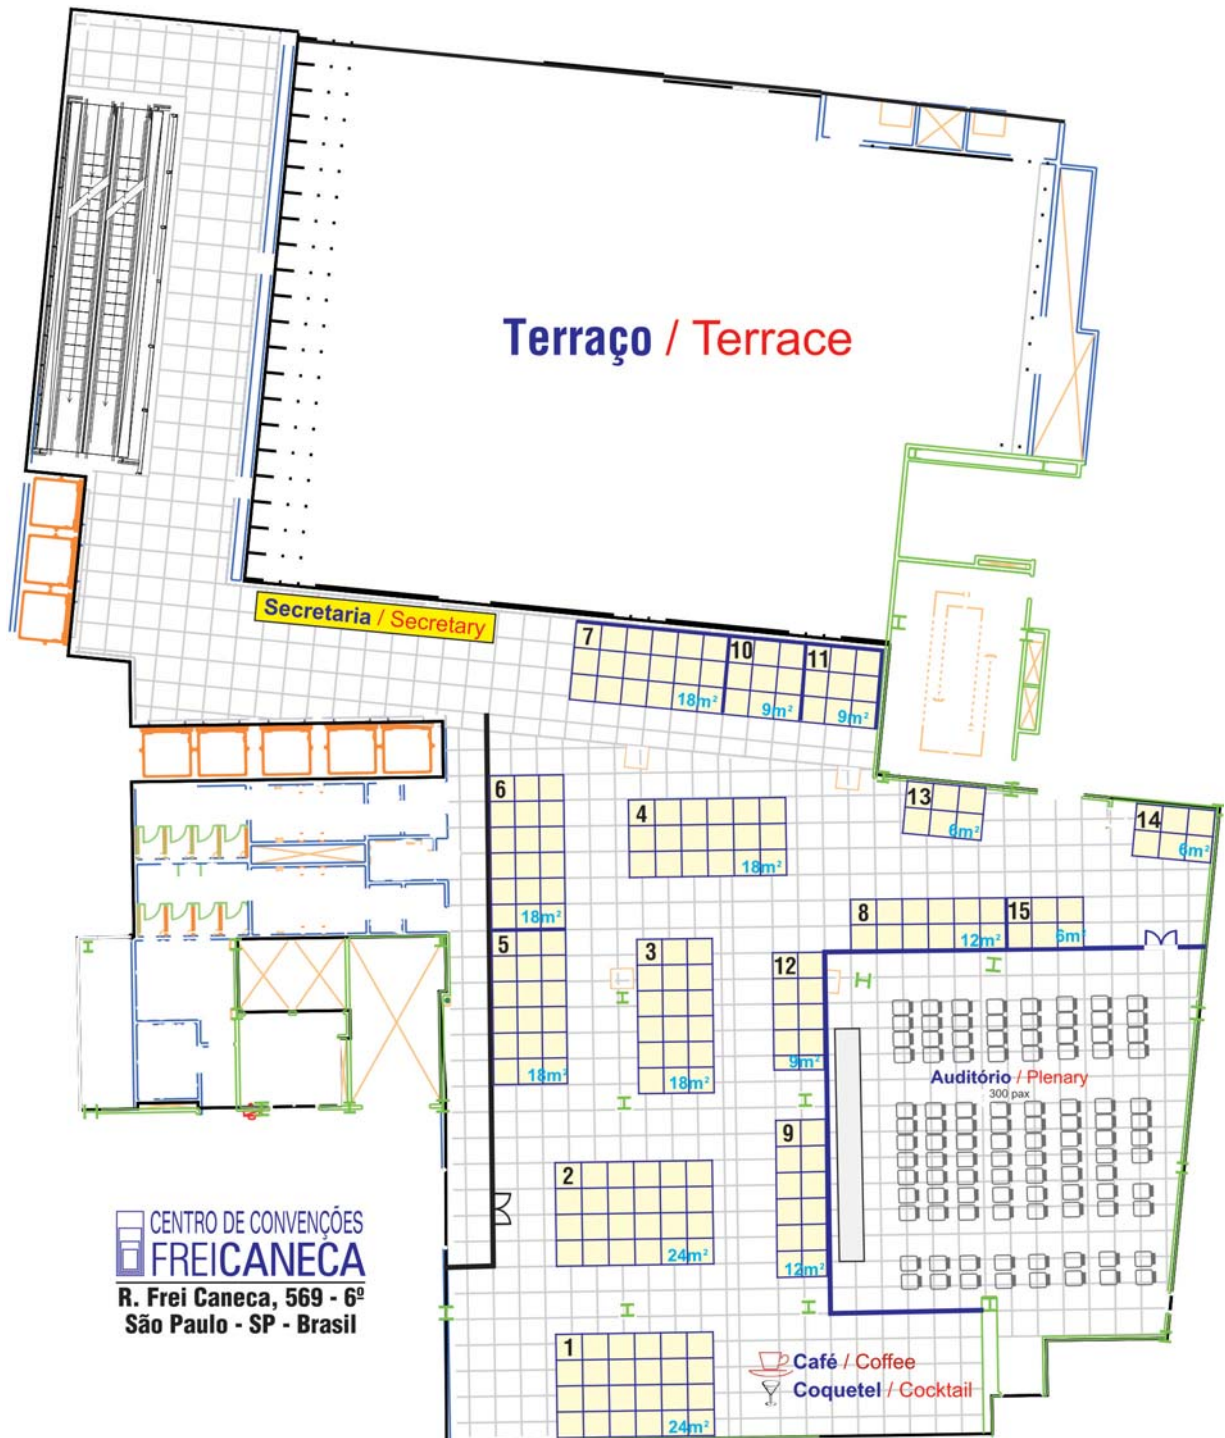 Terraço / Terrace
Secretaria / Secretary
7
18m²
10
9m²
11
9m²
6
18m²
4
18m²
13
6m²
14
6m²
8
12m²
15
6m²
5
18m²
3
18m²
12
9m²
Auditório / Plenary
300 pax
9
12m²
2
24m²
CENTRO DE CONVENÇÕES
FREICANECA
R. Frei Caneca, 569 - 6º
São Paulo - SP - Brasil
1
24m²
Café / Coffee
Coquetel / Cocktail